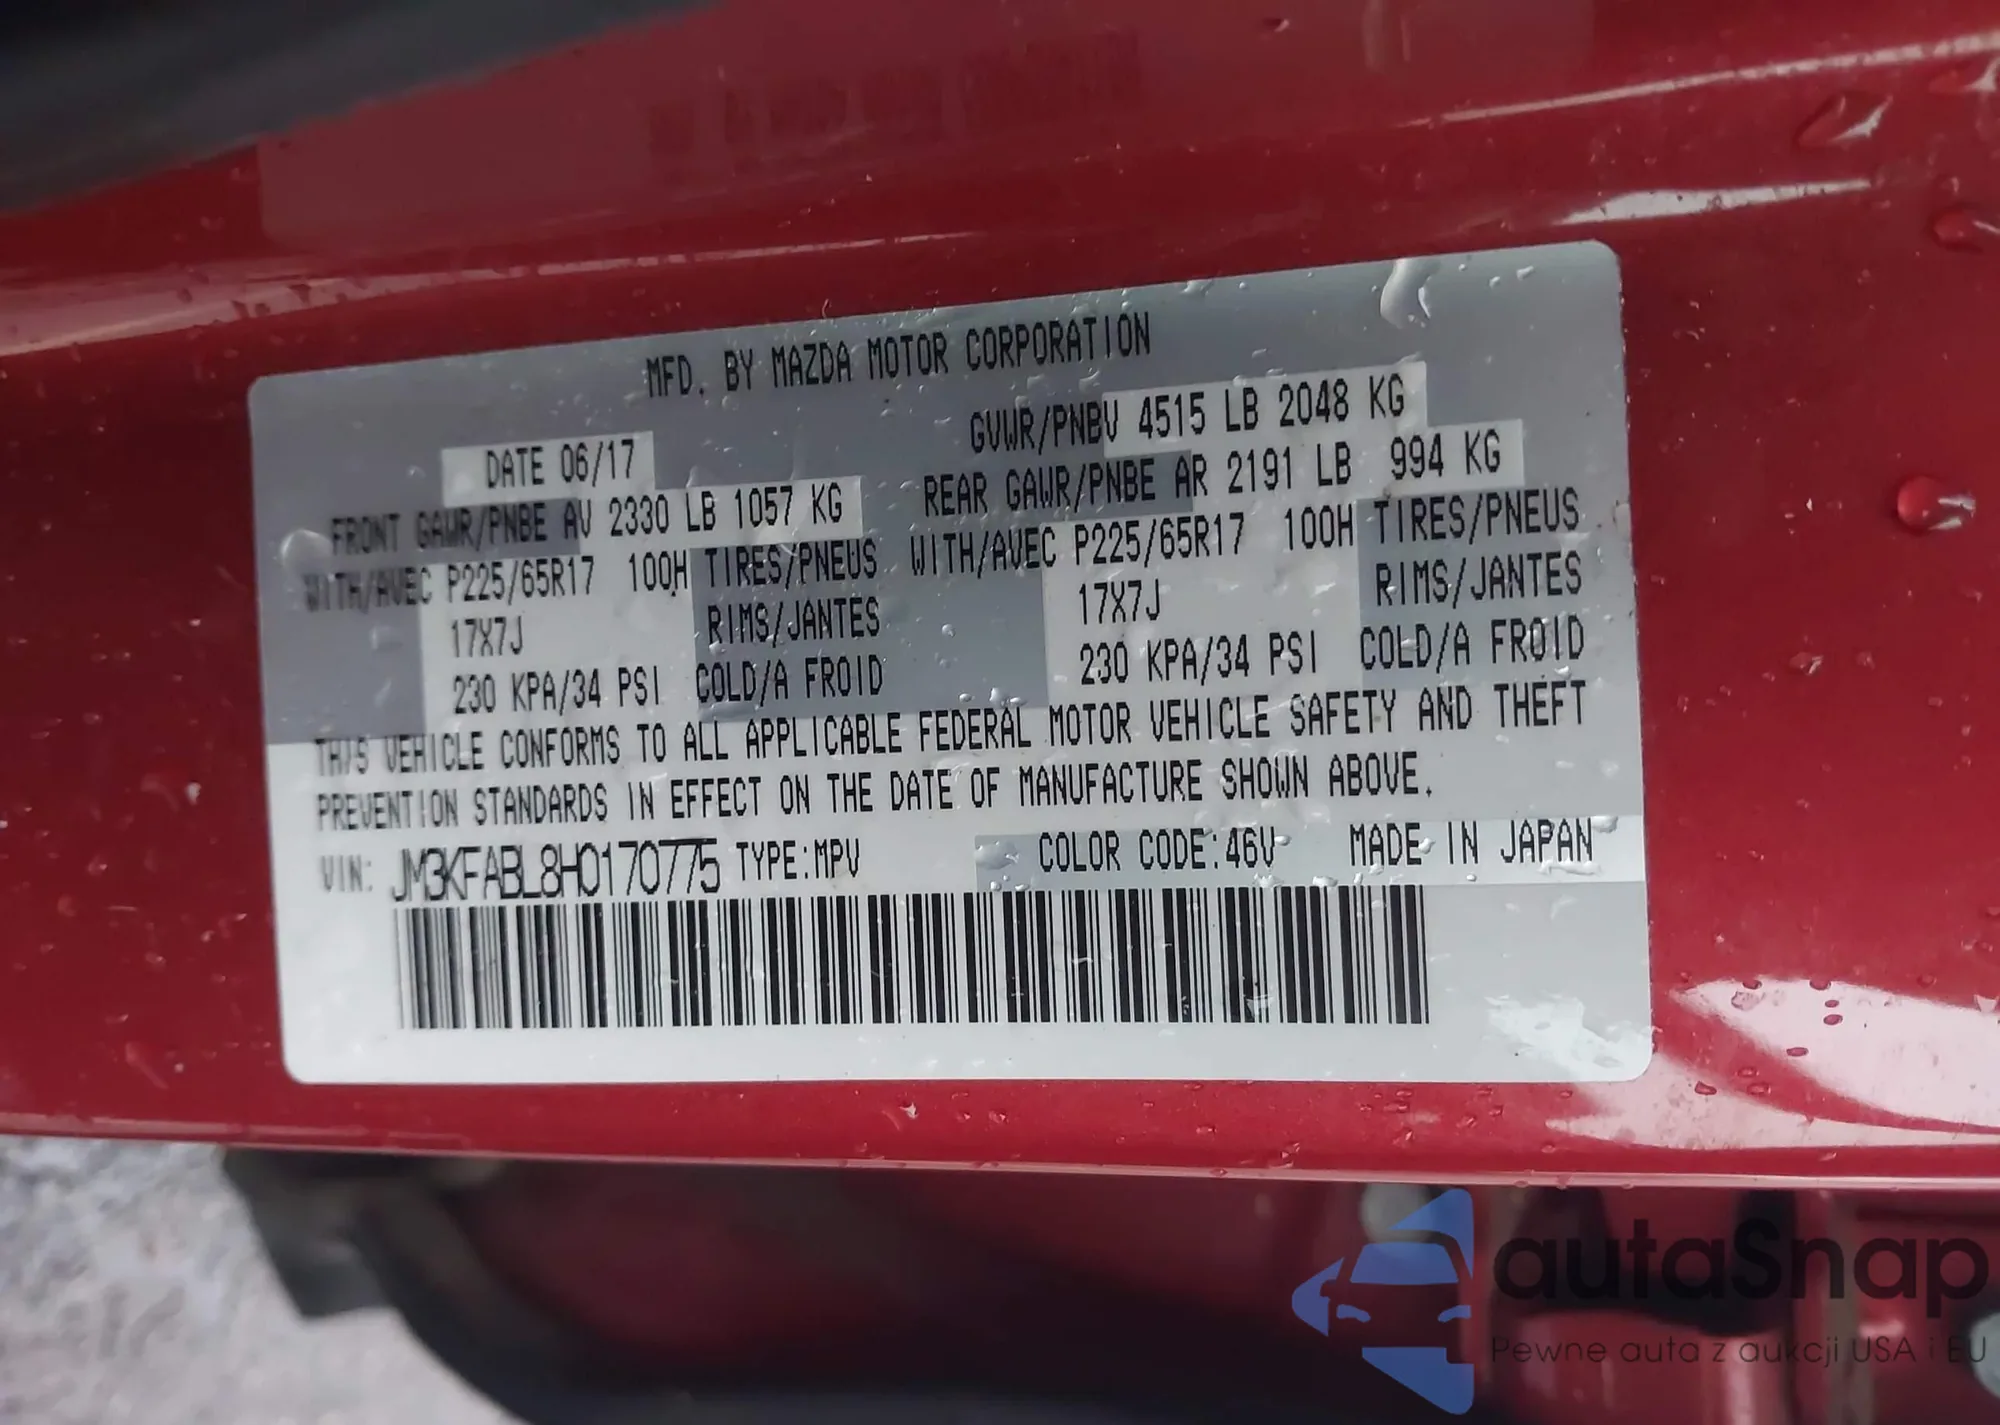 MFD. BY MAZDA MOTOR CORPORATION
DATE 06/17 GVWR/PNBV 4515 LB 2048 KG
FRONT GAWR/PNBE AV 2330 LB 1057 KG REAR GAWR/PNBE AR 2191 LB 994 KG
WITH/AVEC P225/65R17 100H TIRES/PNEUS WITH/AVEC P225/65R17 100H TIRES/PNEUS
17X7J RIMS/JANTES 17X7J RIMS/JANTES
230 KPA/34 PSI COLD/A FROID 230 KPA/34 PSI COLD/A FROID
THIS VEHICLE CONFORMS TO ALL APPLICABLE FEDERAL MOTOR VEHICLE SAFETY AND THEFT
PREVENTION STANDARDS IN EFFECT ON THE DATE OF MANUFACTURE SHOWN ABOVE.
VIN: JM3KFABL8H0170775 TYPE:MPV COLOR CODE:46V MADE IN JAPAN
autaSnap
Pewne auta z aukcji USA i EU